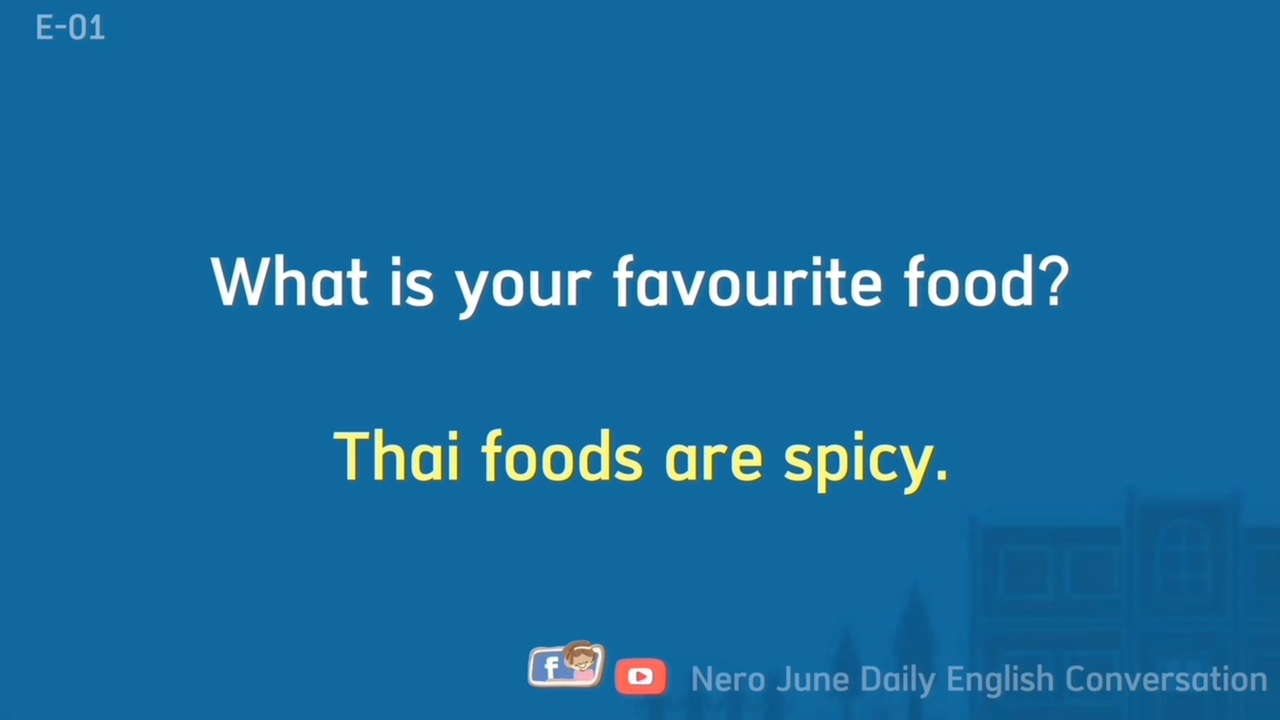 E-01
What is your favourite food?
Thai foods are spicy.
f
Nero June Daily English Conversation